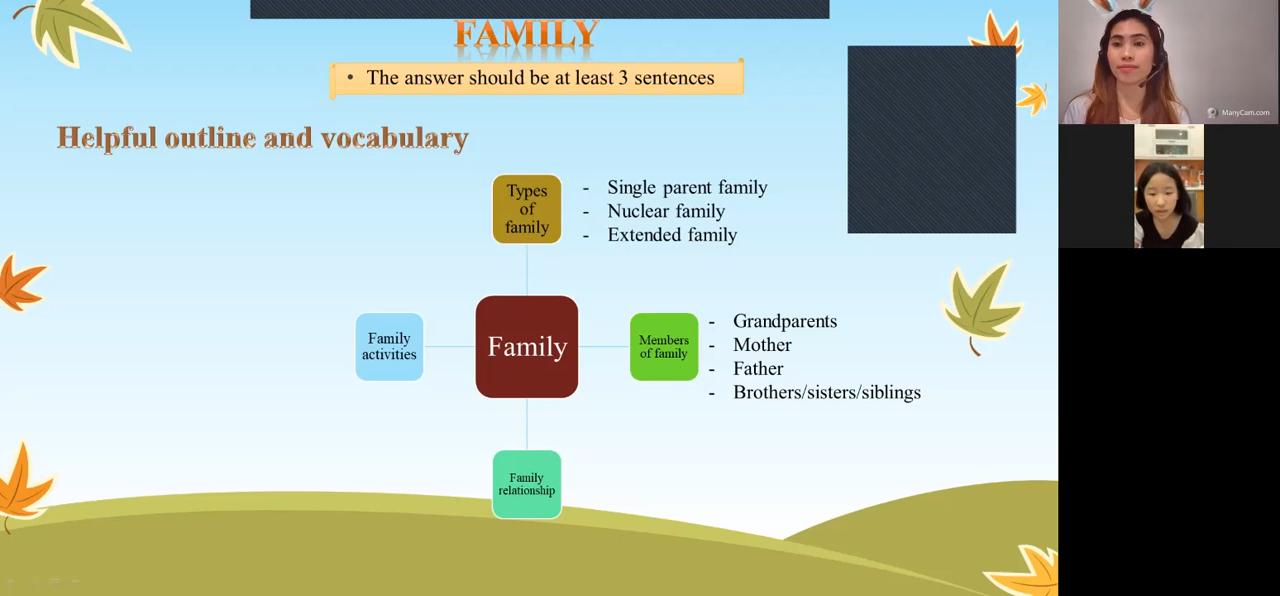 FAMILY
• The answer should be at least 3 sentences
Helpful outline and vocabulary
Types
of
family
- Single parent family
- Nuclear family
- Extended family
Family
activities
Family
Members
of family
- Grandparents
- Mother
- Father
- Brothers/sisters/siblings
Family
relationship
ManyCam.com